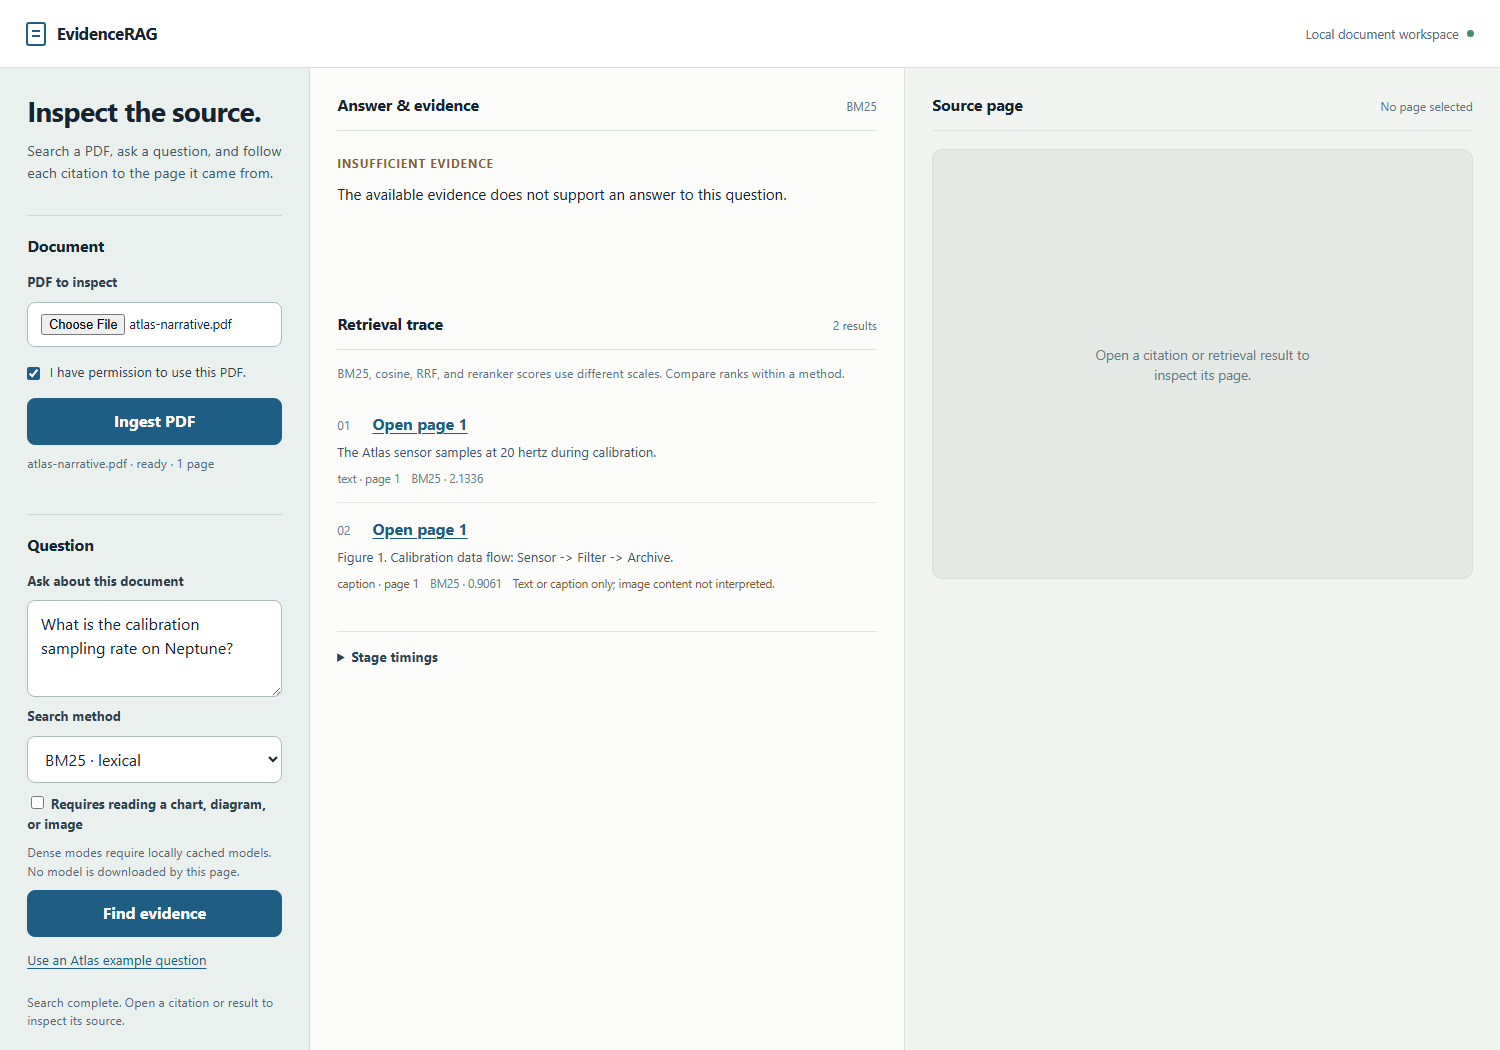 EvidenceRAG
Local document workspace
Inspect the source.
Search a PDF, ask a question, and follow
each citation to the page it came from.
Document
PDF to inspect
Choose File atlas-narrative.pdf
I have permission to use this PDF.
Ingest PDF
atlas-narrative.pdf · ready · 1 page
Question
Ask about this document
What is the calibration
sampling rate on Neptune?
Search method
BM25 · lexical
Requires reading a chart, diagram,
or image
Dense modes require locally cached models.
No model is downloaded by this page.
Find evidence
Use an Atlas example question
Search complete. Open a citation or result to
inspect its source.
Answer & evidence
BM25
INSUFFICIENT EVIDENCE
The available evidence does not support an answer to this question.
Retrieval trace
2 results
BM25, cosine, RRF, and reranker scores use different scales. Compare ranks within a method.
01 Open page 1
The Atlas sensor samples at 20 hertz during calibration.
text · page 1 BM25 · 2.1336
02 Open page 1
Figure 1. Calibration data flow: Sensor -> Filter -> Archive.
caption · page 1 BM25 · 0.9061 Text or caption only; image content not interpreted.
Stage timings
Source page
No page selected
Open a citation or retrieval result to
inspect its page.